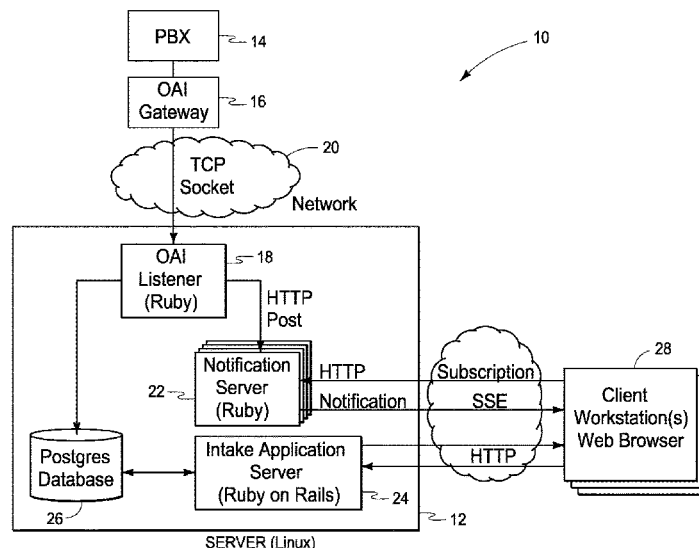 PBX
14
10
OAI
Gateway
16
TCP
Socket
20
Network
OAI
Listener
(Ruby)
18
HTTP
Post
Notification
Server
(Ruby)
22
HTTP
Subscription
Notification
SSE
28
Client
Workstation(s)
Web Browser
Postgres
Database
26
Intake Application
Server
(Ruby on Rails)
24
HTTP
12
SERVER (Linux)